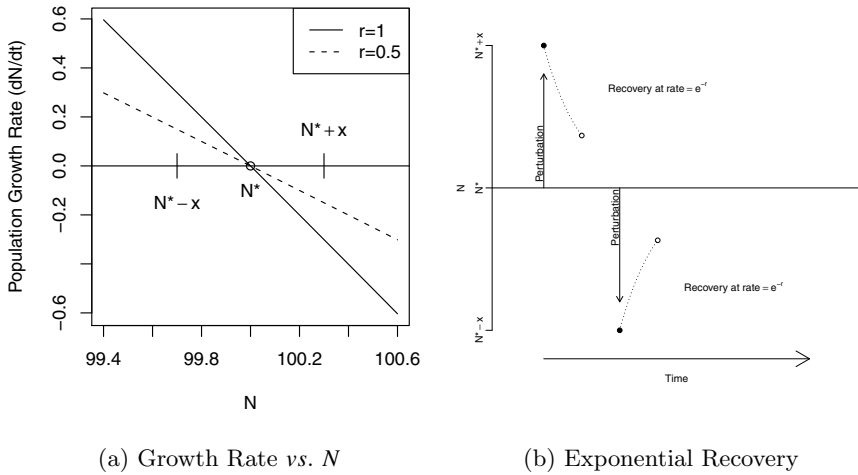 Population Growth Rate (dN/dt)
0.6
0.4
0.2
0.0
−0.2
−0.6
r=1
r=0.5
N*+x
N*−x
N*
99.4
99.8
100.2
100.6
N
(a) Growth Rate vs. N
N*+x
N
N*
N*−x
Perturbation
Recovery at rate = e⁻ʳ
Perturbation
Recovery at rate = e⁻ʳ
Time
(b) Exponential Recovery